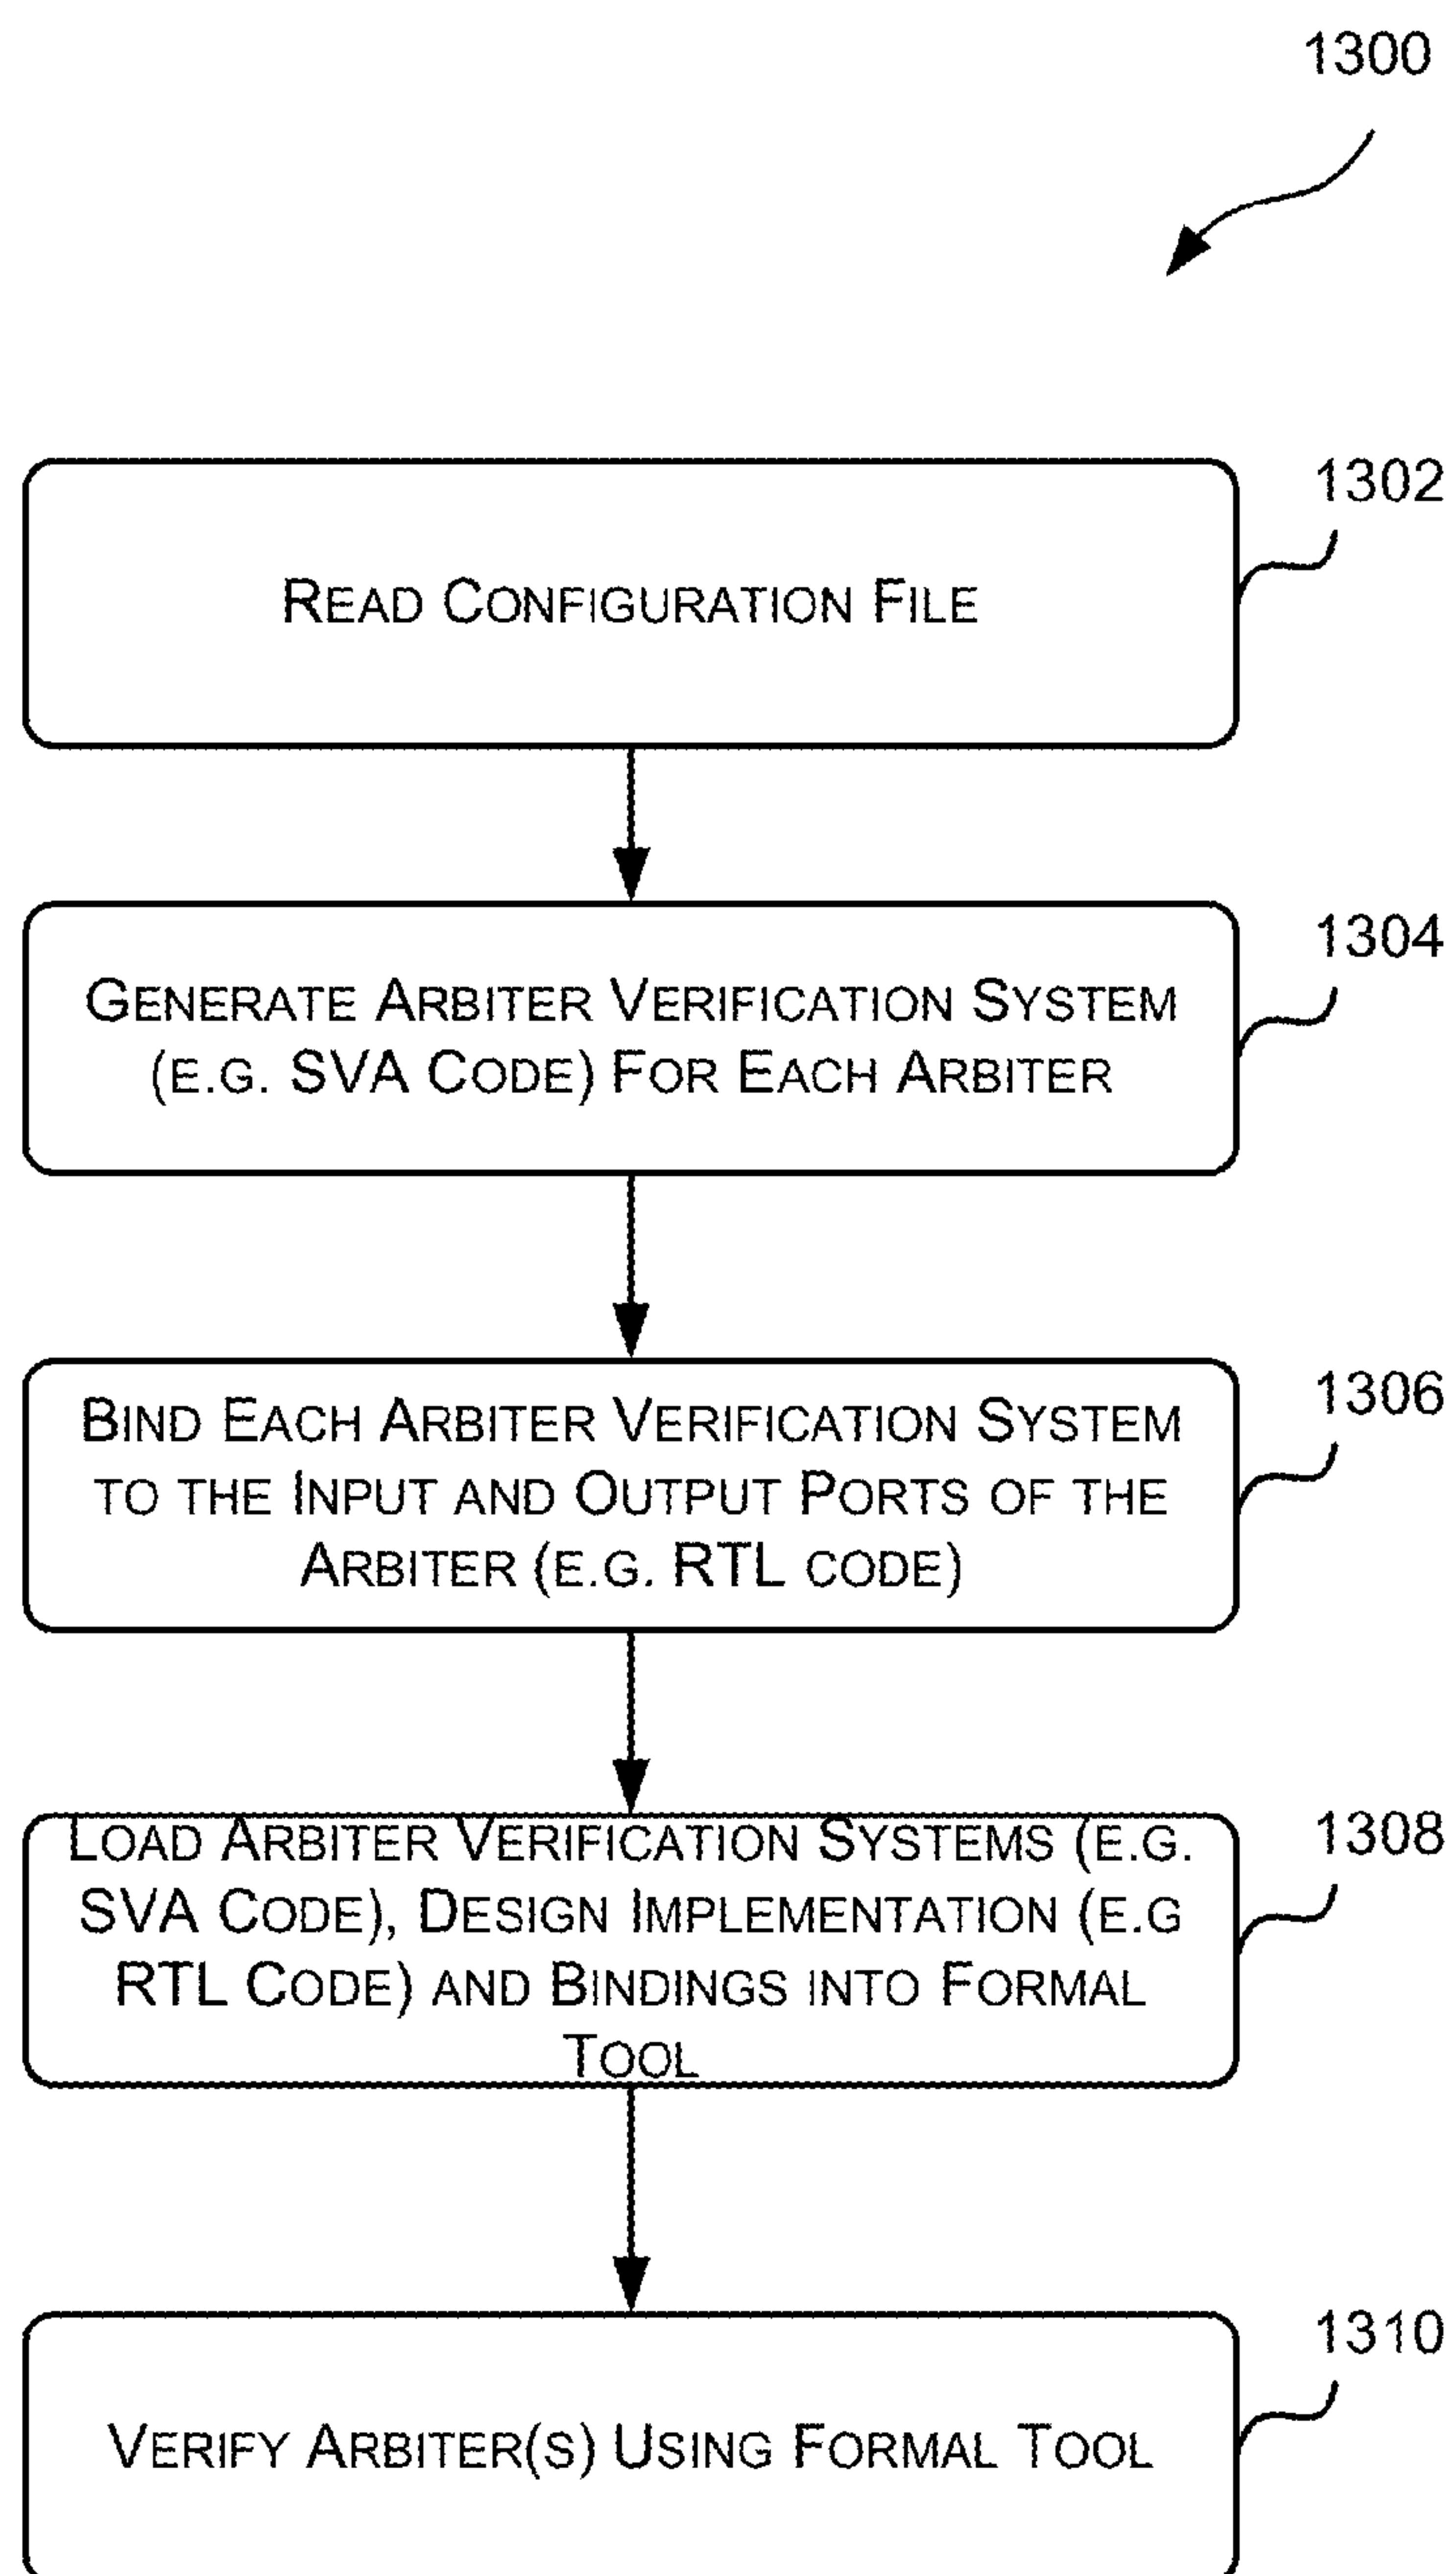 1300
1302
READ CONFIGURATION FILE
1304
GENERATE ARBITER VERIFICATION SYSTEM
(E.G. SVA CODE) FOR EACH ARBITER
1306
BIND EACH ARBITER VERIFICATION SYSTEM
TO THE INPUT AND OUTPUT PORTS OF THE
ARBITER (E.G. RTL CODE)
1308
LOAD ARBITER VERIFICATION SYSTEMS (E.G.
SVA CODE), DESIGN IMPLEMENTATION (E.G
RTL CODE) AND BINDINGS INTO FORMAL
TOOL
1310
VERIFY ARBITER(S) USING FORMAL TOOL